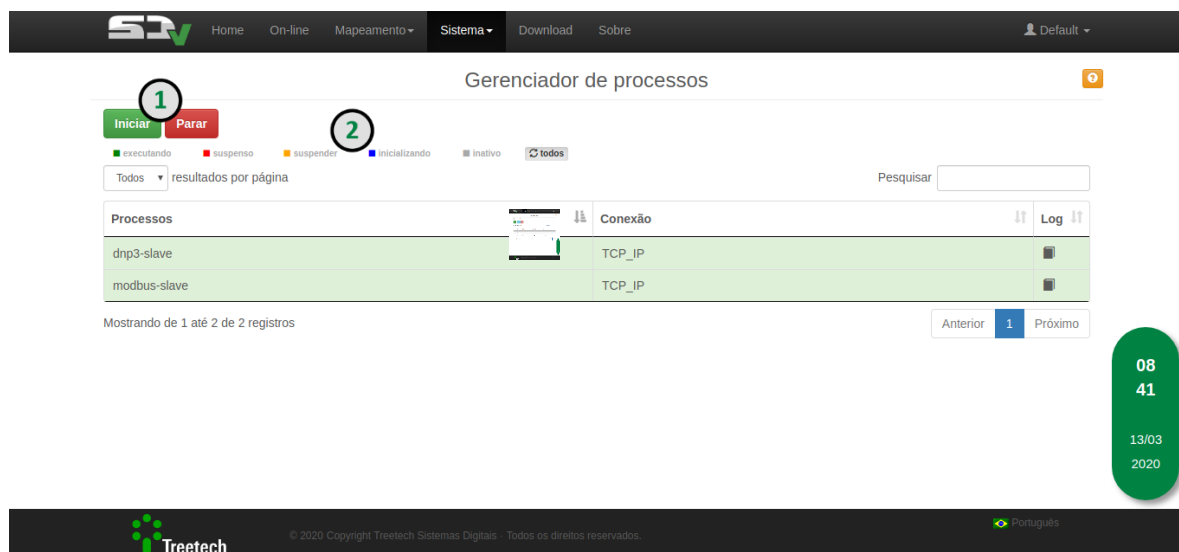 SDV Home On-line Mapeamento Sistema Download Sobre Default
Gerenciador de processos
1
Iniciar Parar
2
executando suspenso suspender inicializando inativo todos
Todos resultados por página Pesquisar
Processos Conexão Log
dnp3-slave TCP_IP
modbus-slave TCP_IP
Mostrando de 1 até 2 de 2 registros Anterior 1 Próximo
08
41
13/03
2020
Português
© 2020 Copyright Treetech Sistemas Digitais - Todos os direitos reservados.
Treetech